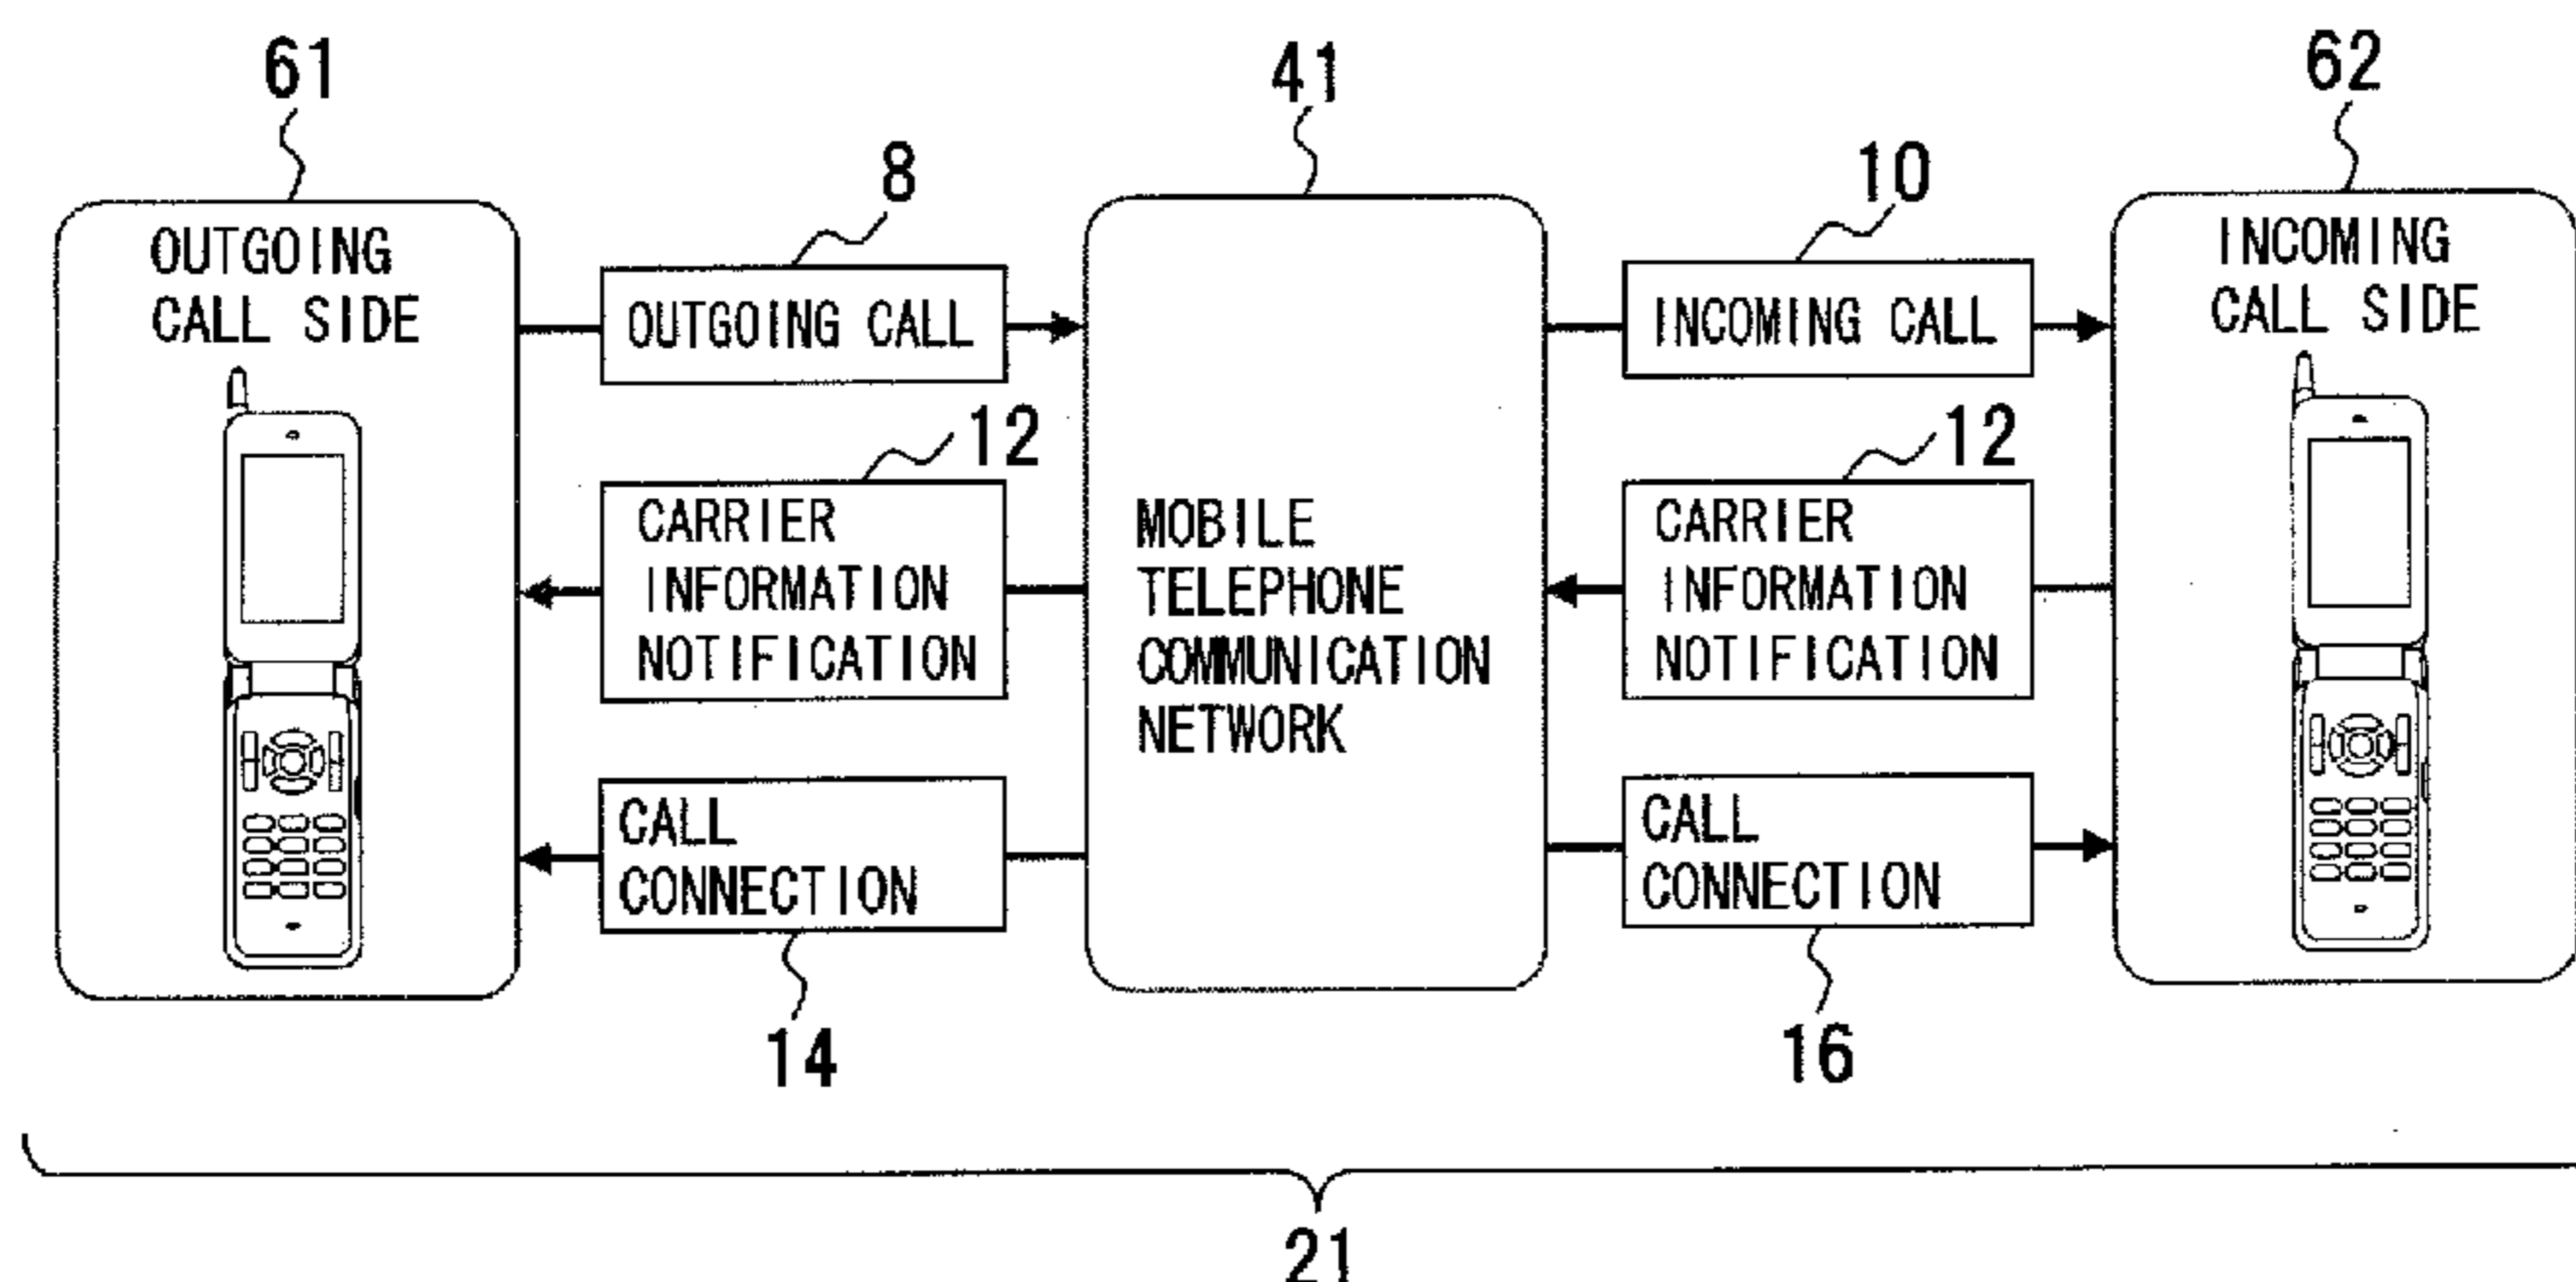 61
OUTGOING
CALL SIDE
8
OUTGOING CALL
12
CARRIER
INFORMATION
NOTIFICATION
CALL
CONNECTION
14
41
MOBILE
TELEPHONE
COMMUNICATION
NETWORK
10
INCOMING CALL
12
CARRIER
INFORMATION
NOTIFICATION
CALL
CONNECTION
16
62
INCOMING
CALL SIDE
21